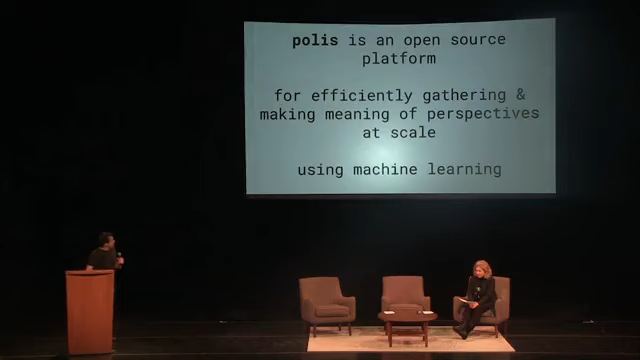 polis is an open source
platform
for efficiently gathering &
making meaning of perspectives
at scale
using machine learning